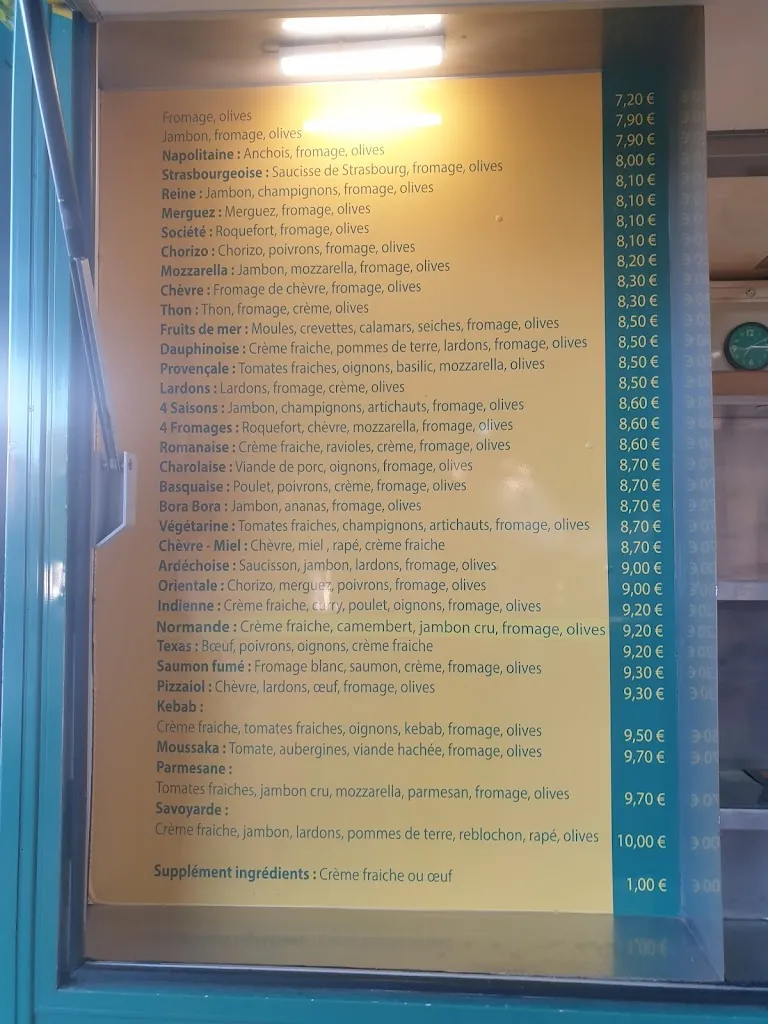 Fromage, olives 7,20 €
Jambon, fromage, olives 7,90 €
Napolitaine : Anchois, fromage, olives 7,90 €
Strasbourgeoise : Saucisse de Strasbourg, fromage, olives 8,00 €
Reine : Jambon, champignons, fromage, olives 8,10 €
Merguez : Merguez, fromage, olives 8,10 €
Société : Roquefort, fromage, olives 8,10 €
Chorizo : Chorizo, poivrons, fromage, olives 8,10 €
Mozzarella : Jambon, mozzarella, fromage, olives 8,20 €
Chèvre : Fromage de chèvre, fromage, olives 8,30 €
Thon : Thon, fromage, crème, olives 8,30 €
Fruits de mer : Moules, crevettes, calamars, seiches, fromage, olives 8,50 €
Dauphinoise : Crème fraiche, pommes de terre, lardons, fromage, olives 8,50 €
Provençale : Tomates fraiches, oignons, basilic, mozzarella, olives 8,50 €
Lardons : Lardons, fromage, crème, olives 8,50 €
4 Saisons : Jambon, champignons, artichauts, fromage, olives 8,60 €
4 Fromages : Roquefort, chèvre, mozzarella, fromage, olives 8,60 €
Romanaise : Crème fraiche, ravioles, crème, fromage, olives 8,60 €
Charolaise : Viande de porc, oignons, fromage, olives 8,70 €
Basquaise : Poulet, poivrons, crème, fromage, olives 8,70 €
Bora Bora : Jambon, ananas, fromage, olives 8,70 €
Végétarine : Tomates fraiches, champignons, artichauts, fromage, olives 8,70 €
Chèvre - Miel : Chèvre, miel , rapé, crème fraiche 8,70 €
Ardéchoise : Saucisson, jambon, lardons, fromage, olives 9,00 €
Orientale : Chorizo, merguez, poivrons, fromage, olives 9,00 €
Indienne : Crème fraiche, curry, poulet, oignons, fromage, olives 9,20 €
Normande : Crème fraiche, camembert, jambon cru, fromage, olives 9,20 €
Texas : Bœuf, poivrons, oignons, crème fraiche 9,20 €
Saumon fumé : Fromage blanc, saumon, crème, fromage, olives 9,30 €
Pizzaiol : Chèvre, lardons, œuf, fromage, olives 9,30 €
Kebab :
Crème fraiche, tomates fraiches, oignons, kebab, fromage, olives 9,50 €
Moussaka : Tomate, aubergines, viande hachée, fromage, olives 9,70 €
Parmesane :
Tomates fraiches, jambon cru, mozzarella, parmesan, fromage, olives 9,70 €
Savoyarde :
Crème fraiche, jambon, lardons, pommes de terre, reblochon, rapé, olives 10,00 €
Supplément ingrédients : Crème fraiche ou œuf 1,00 €